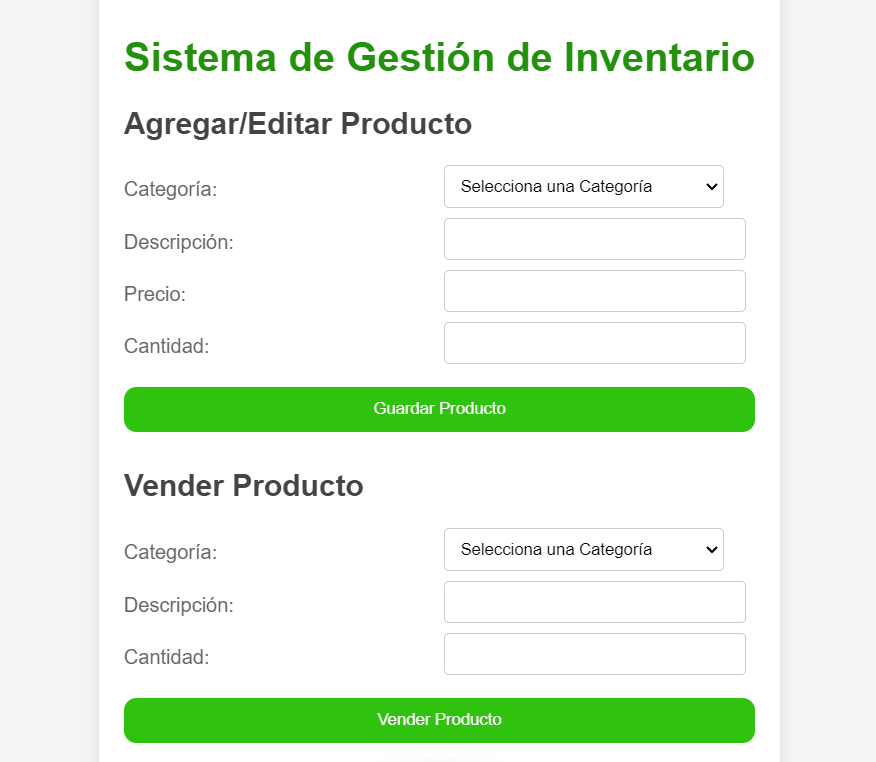 Sistema de Gestión de Inventario
Agregar/Editar Producto
Categoría:
Selecciona una Categoría
Descripción:
Precio:
Cantidad:
Guardar Producto
Vender Producto
Categoría:
Selecciona una Categoría
Descripción:
Cantidad:
Vender Producto